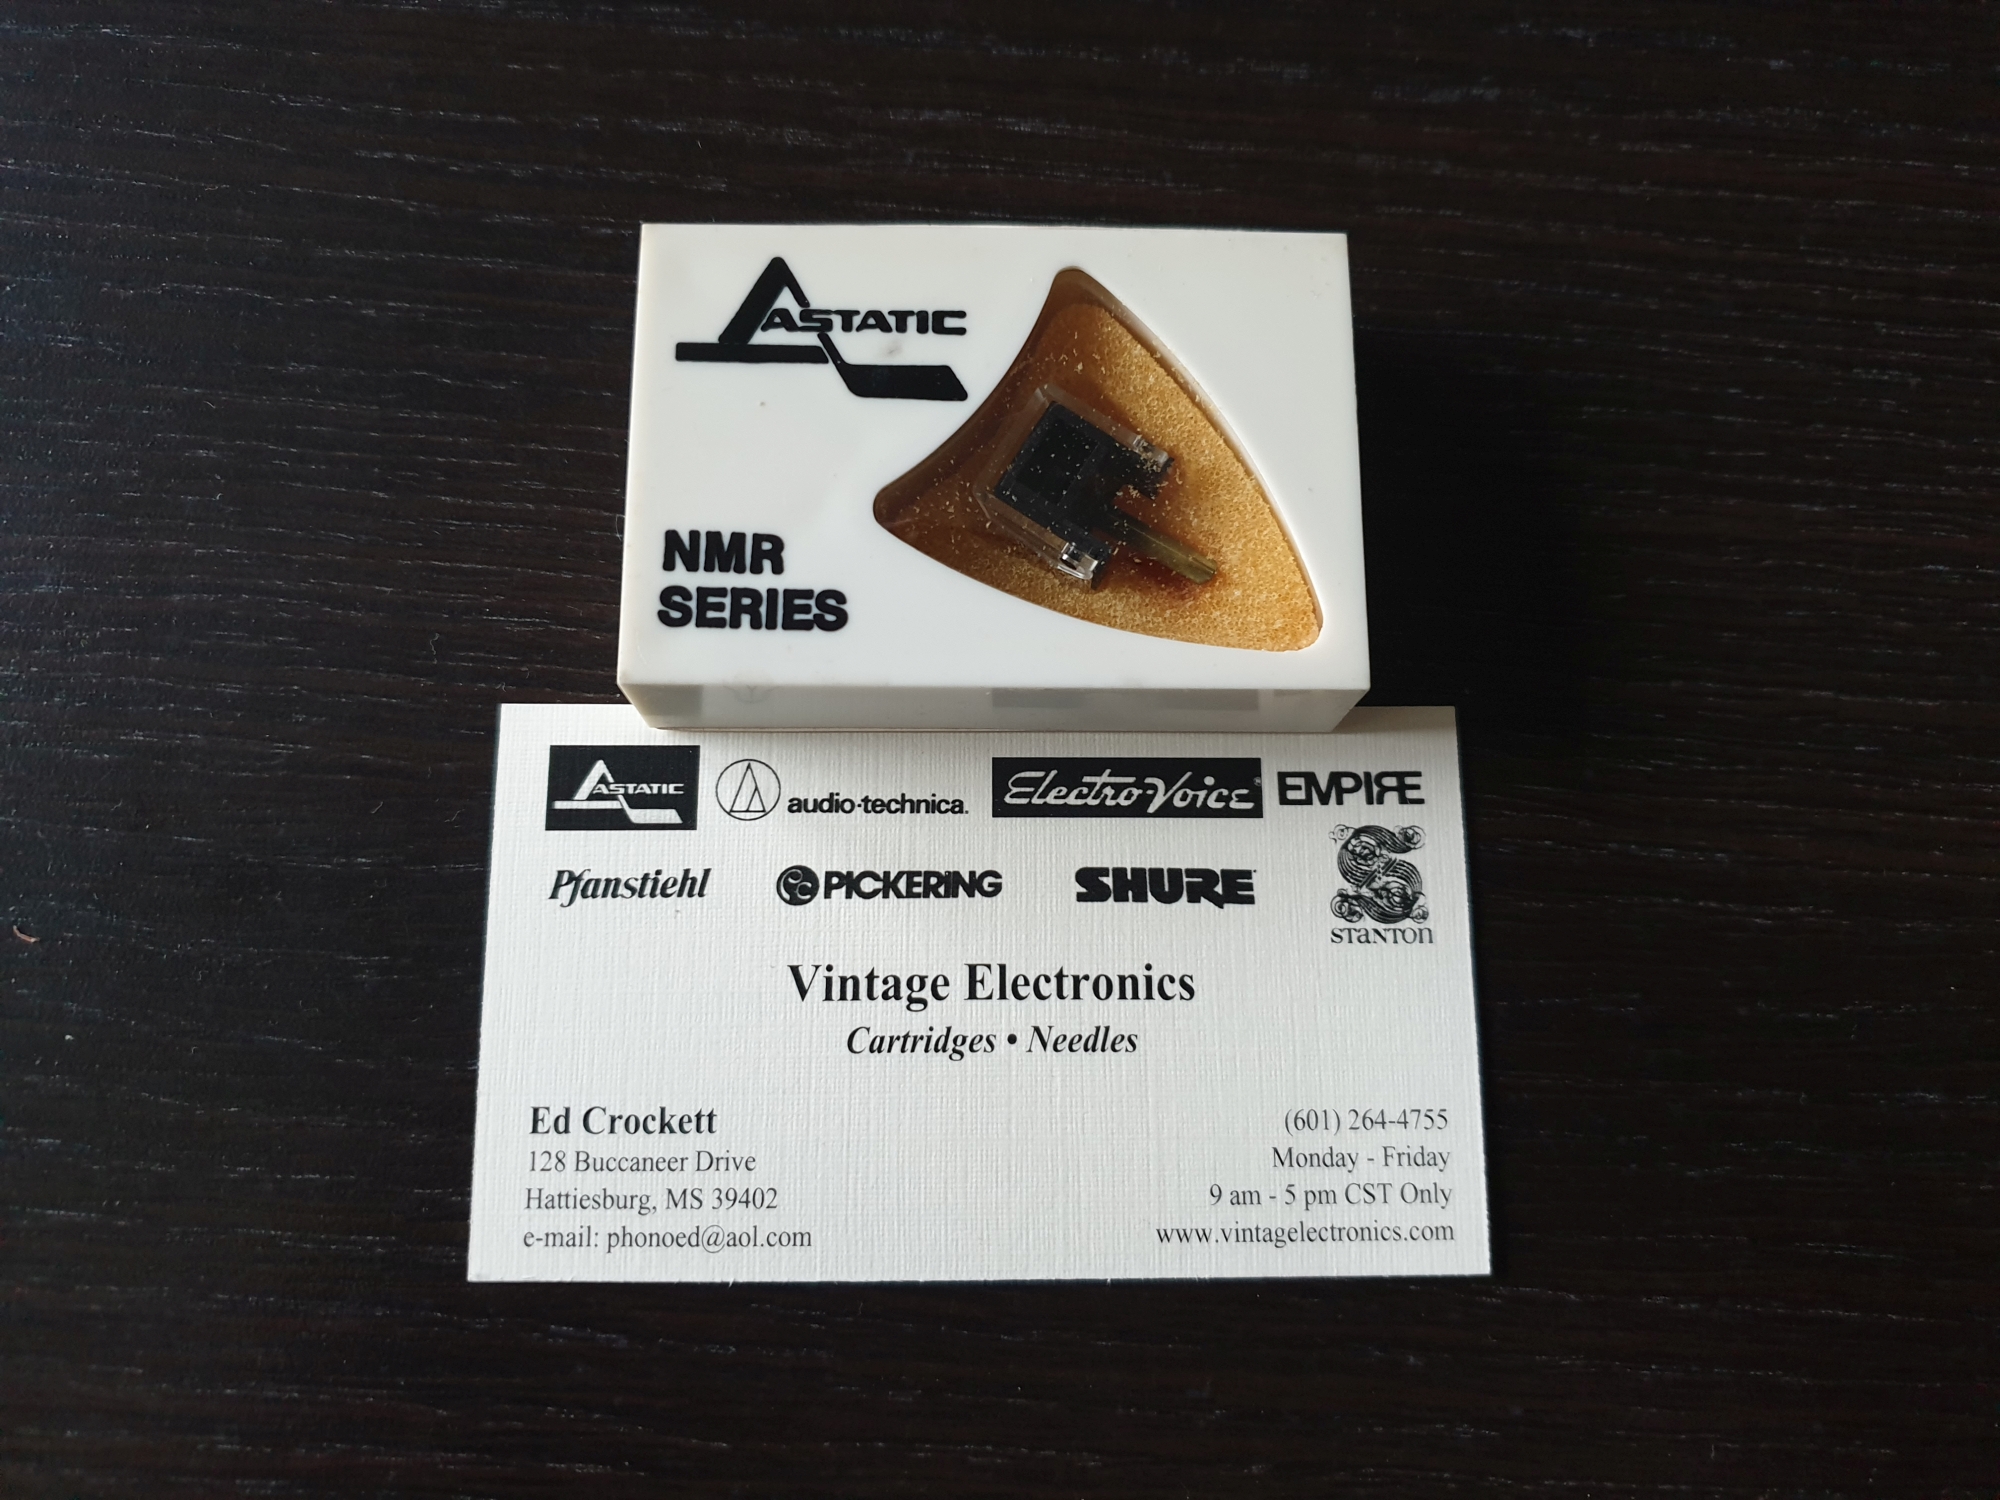 ASTATIC
NMR
SERIES
ASTATIC audio-technica. Electro-Voice® EMPIRE
Pfanstiehl PICKERING SHURE STANTON
Vintage Electronics
Cartridges • Needles
Ed Crockett
128 Buccaneer Drive
Hattiesburg, MS 39402
e-mail: phonoed@aol.com
(601) 264-4755
Monday - Friday
9 am - 5 pm CST Only
www.vintagelectronics.com